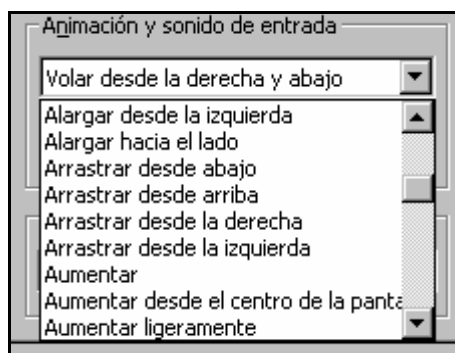 Animación y sonido de entrada
Volar desde la derecha y abajo
Alargar desde la izquierda
Alargar hacia el lado
Arrastrar desde abajo
Arrastrar desde arriba
Arrastrar desde la derecha
Arrastrar desde la izquierda
Aumentar
Aumentar desde el centro de la panta
Aumentar ligeramente